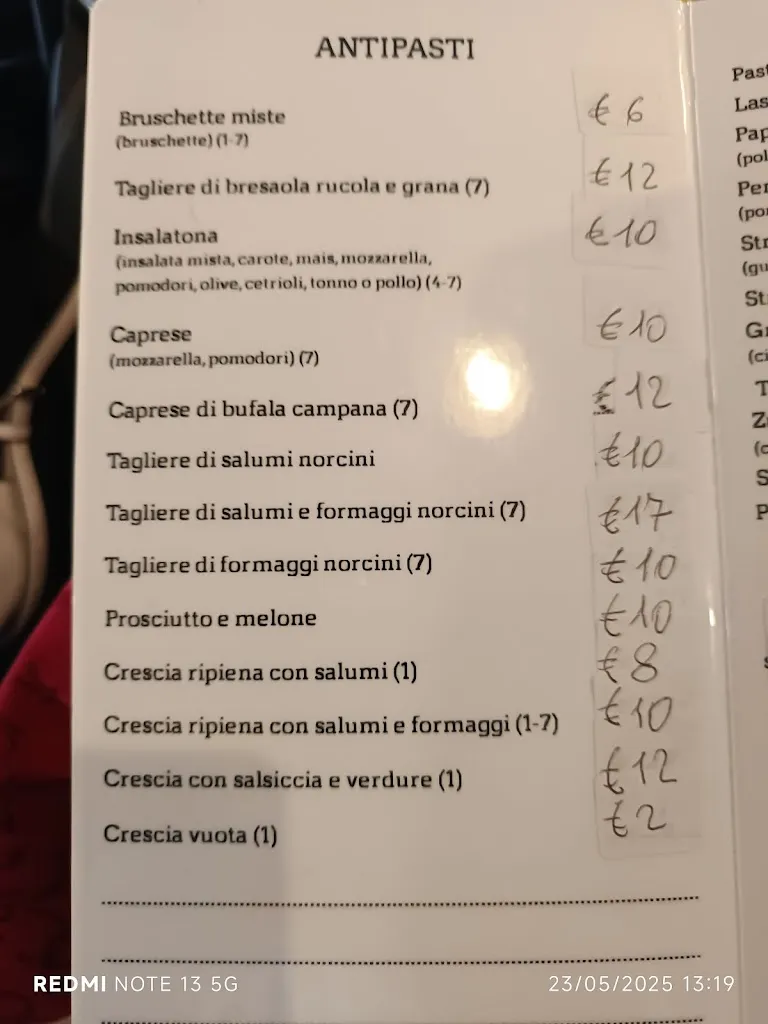 ANTIPASTI
Bruschette miste € 6
(bruschette) (1-7)
Tagliere di bresaola rucola e grana (7) € 12
Insalatona € 10
(insalata mista, carote, mais, mozzarella,
pomodori, olive, cetrioli, tonno o pollo) (4-7)
Caprese € 10
(mozzarella, pomodori) (7)
Caprese di bufala campana (7) € 12
Tagliere di salumi norcini € 10
Tagliere di salumi e formaggi norcini (7) € 17
Tagliere di formaggi norcini (7) € 10
Prosciutto e melone € 10
Crescia ripiena con salumi (1) € 8
Crescia ripiena con salumi e formaggi (1-7) € 10
Crescia con salsiccia e verdure (1) € 12
Crescia vuota (1) € 2
REDMI NOTE 13 5G
23/05/2025 13:19